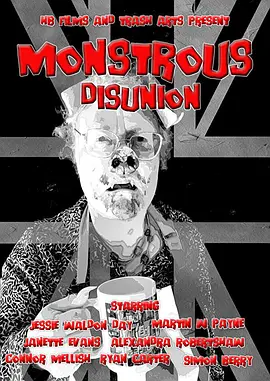 HB FILMS AND TRASH ARTS PRESENT
MONSTROUS
DISUNION
STARRING
JESSIE WALDON DAY MARTIN W PAYNE
JANETTE EVANS ALEXANDRA ROBERTSHAW
CONNOR MELLISH RYAN CARTER SIMON BERRY